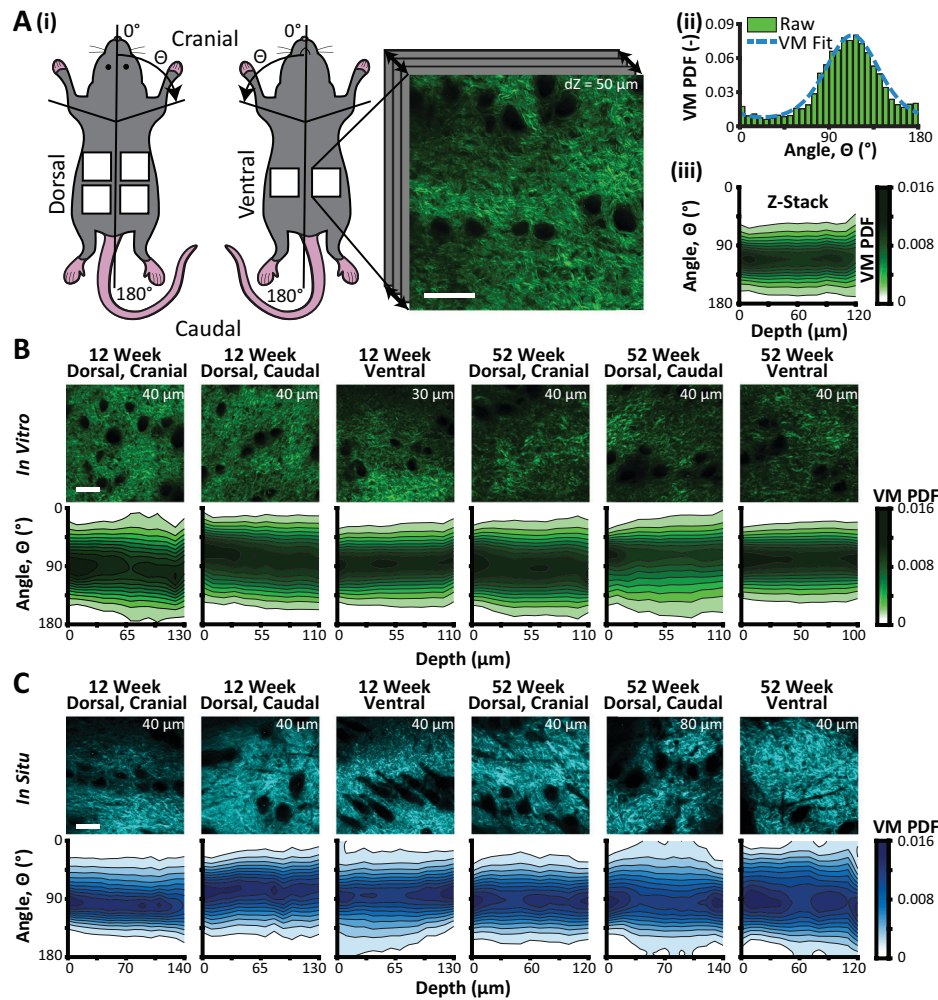 A (i)
0°
Θ
Cranial
0°
Θ
Dorsal
Ventral
180°
180°
Caudal
dZ = 50 μm
(ii)
VM PDF (-)
0.09
0.06
0.03
0
Raw
VM Fit
0
90
180
Angle, Θ (°)
(iii)
Z-Stack
Angle, Θ (°)
0
90
180
0
60
120
Depth (μm)
VM PDF
0.016
0.008
0
B
12 Week
Dorsal, Cranial
12 Week
Dorsal, Caudal
12 Week
Ventral
52 Week
Dorsal, Cranial
52 Week
Dorsal, Caudal
52 Week
Ventral
In Vitro
40 μm
40 μm
30 μm
40 μm
40 μm
40 μm
Angle, Θ (°)
0
90
180
0 65 130
0 55 110
0 55 110
0 55 110
0 55 110
0 50 100
Depth (μm)
VM PDF
0.016
0.008
0
C
12 Week
Dorsal, Cranial
12 Week
Dorsal, Caudal
12 Week
Ventral
52 Week
Dorsal, Cranial
52 Week
Dorsal, Caudal
52 Week
Ventral
In Situ
40 μm
40 μm
40 μm
40 μm
80 μm
40 μm
Angle, Θ (°)
0
90
180
0 70 140
0 65 130
0 65 130
0 60 120
0 70 140
0 60 120
Depth (μm)
VM PDF
0.016
0.008
0